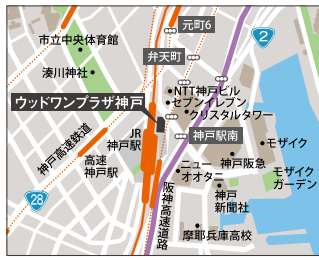 元町6
2
市立中央体育館
弁天町
湊川神社
NTT神戸ビル
セブンイレブン
クリスタルタワー
ウッドワンプラザ神戸
神戸高速鉄道
JR
神戸駅
神戸駅南
モザイク
高速
神戸駅
ニュー
オオタニ
神戸阪急
モザイク
ガーデン
神戸
新聞社
28
阪神高速道路
摩耶兵庫高校